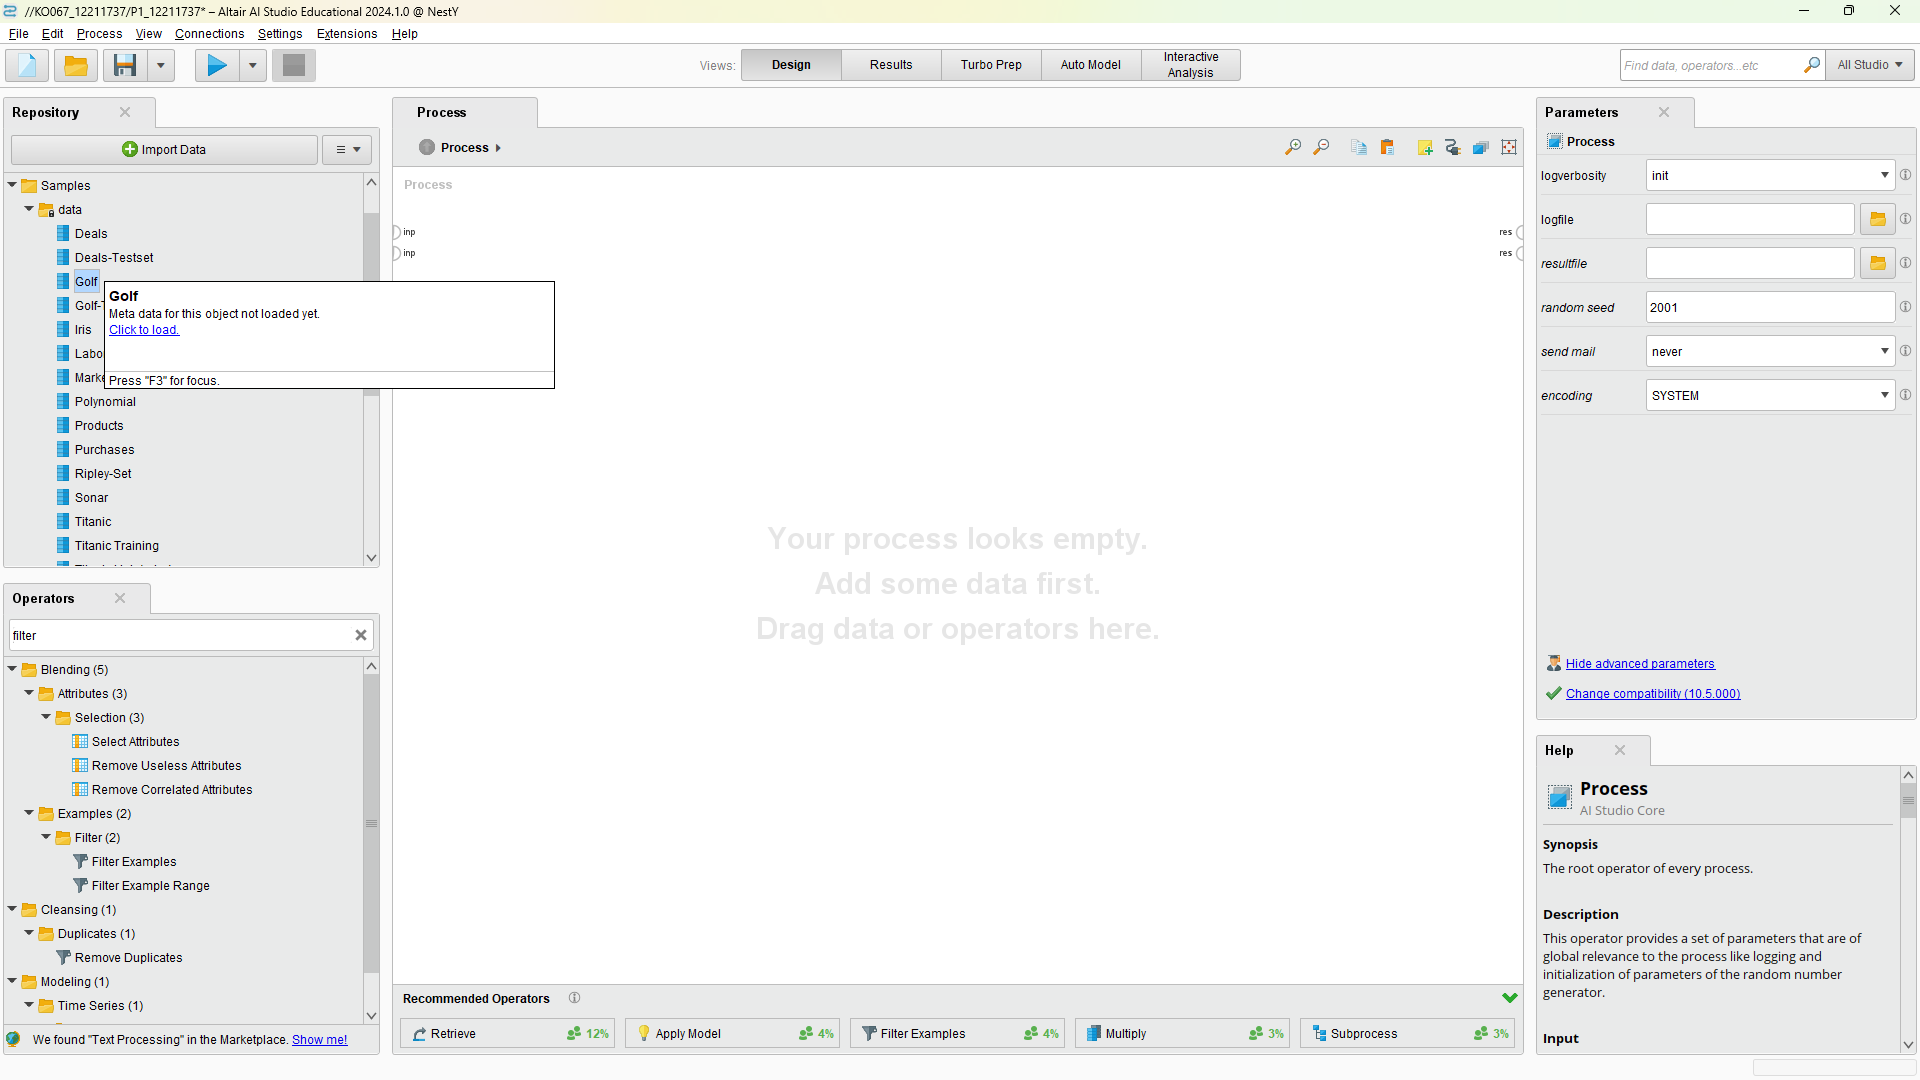 //KO067_12211737/P1_12211737* – Altair AI Studio Educational 2024.1.0 @ NestY
File Edit Process View Connections Settings Extensions Help
Views: Design Results Turbo Prep Auto Model Interactive Analysis
Find data, operators...etc
All Studio
Repository
Import Data
Samples
data
Deals
Deals-Testset
Golf
Golf-
Iris
Labo
Marke
Polynomial
Products
Purchases
Ripley-Set
Sonar
Titanic
Titanic Training
Golf
Meta data for this object not loaded yet.
Click to load.
Press "F3" for focus.
Operators
filter
Blending (5)
Attributes (3)
Selection (3)
Select Attributes
Remove Useless Attributes
Remove Correlated Attributes
Examples (2)
Filter (2)
Filter Examples
Filter Example Range
Cleansing (1)
Duplicates (1)
Remove Duplicates
Modeling (1)
Time Series (1)
We found "Text Processing" in the Marketplace. Show me!
Process
Process
Process
inp
inp
res
res
Your process looks empty.
Add some data first.
Drag data or operators here.
Recommended Operators
Retrieve 12%
Apply Model 4%
Filter Examples 4%
Multiply 3%
Subprocess 3%
Parameters
Process
logverbosity init
logfile
resultfile
random seed 2001
send mail never
encoding SYSTEM
Hide advanced parameters
Change compatibility (10.5.000)
Help
Process
AI Studio Core
Synopsis
The root operator of every process.
Description
This operator provides a set of parameters that are of
global relevance to the process like logging and
initialization of parameters of the random number
generator.
Input